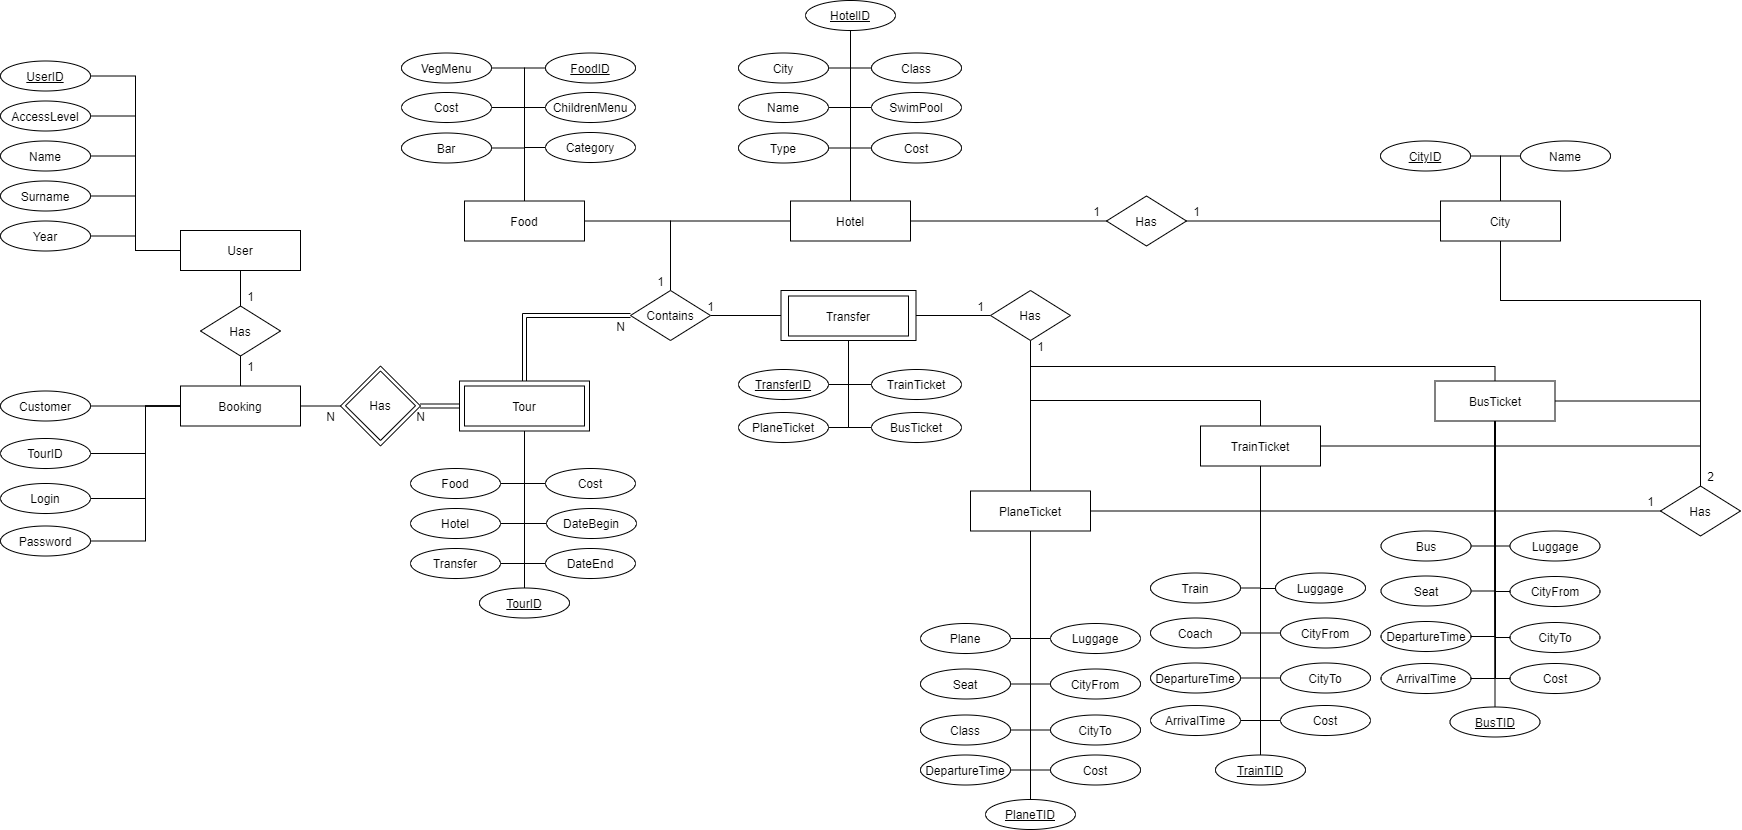 HotelID
VegMenu
FoodID
City
Class
UserID
Cost
ChildrenMenu
Name
SwimPool
AccessLevel
Bar
Category
Type
Cost
Name
CityID
Name
Surname
Year
User
Food
Hotel
1
Has
1
City
1
Has
1
1
Contains
N
1
Transfer
1
Has
1
Customer
Booking
N
Has
N
Tour
TransferID
TrainTicket
PlaneTicket
BusTicket
BusTicket
TrainTicket
TourID
Login
Password
Food
Cost
Hotel
DateBegin
Transfer
DateEnd
TourID
PlaneTicket
1
2
Has
Bus
Luggage
Seat
CityFrom
DepartureTime
CityTo
ArrivalTime
Cost
BusTID
Train
Luggage
Coach
CityFrom
DepartureTime
CityTo
ArrivalTime
Cost
TrainTID
Plane
Luggage
Seat
CityFrom
Class
CityTo
DepartureTime
Cost
PlaneTID